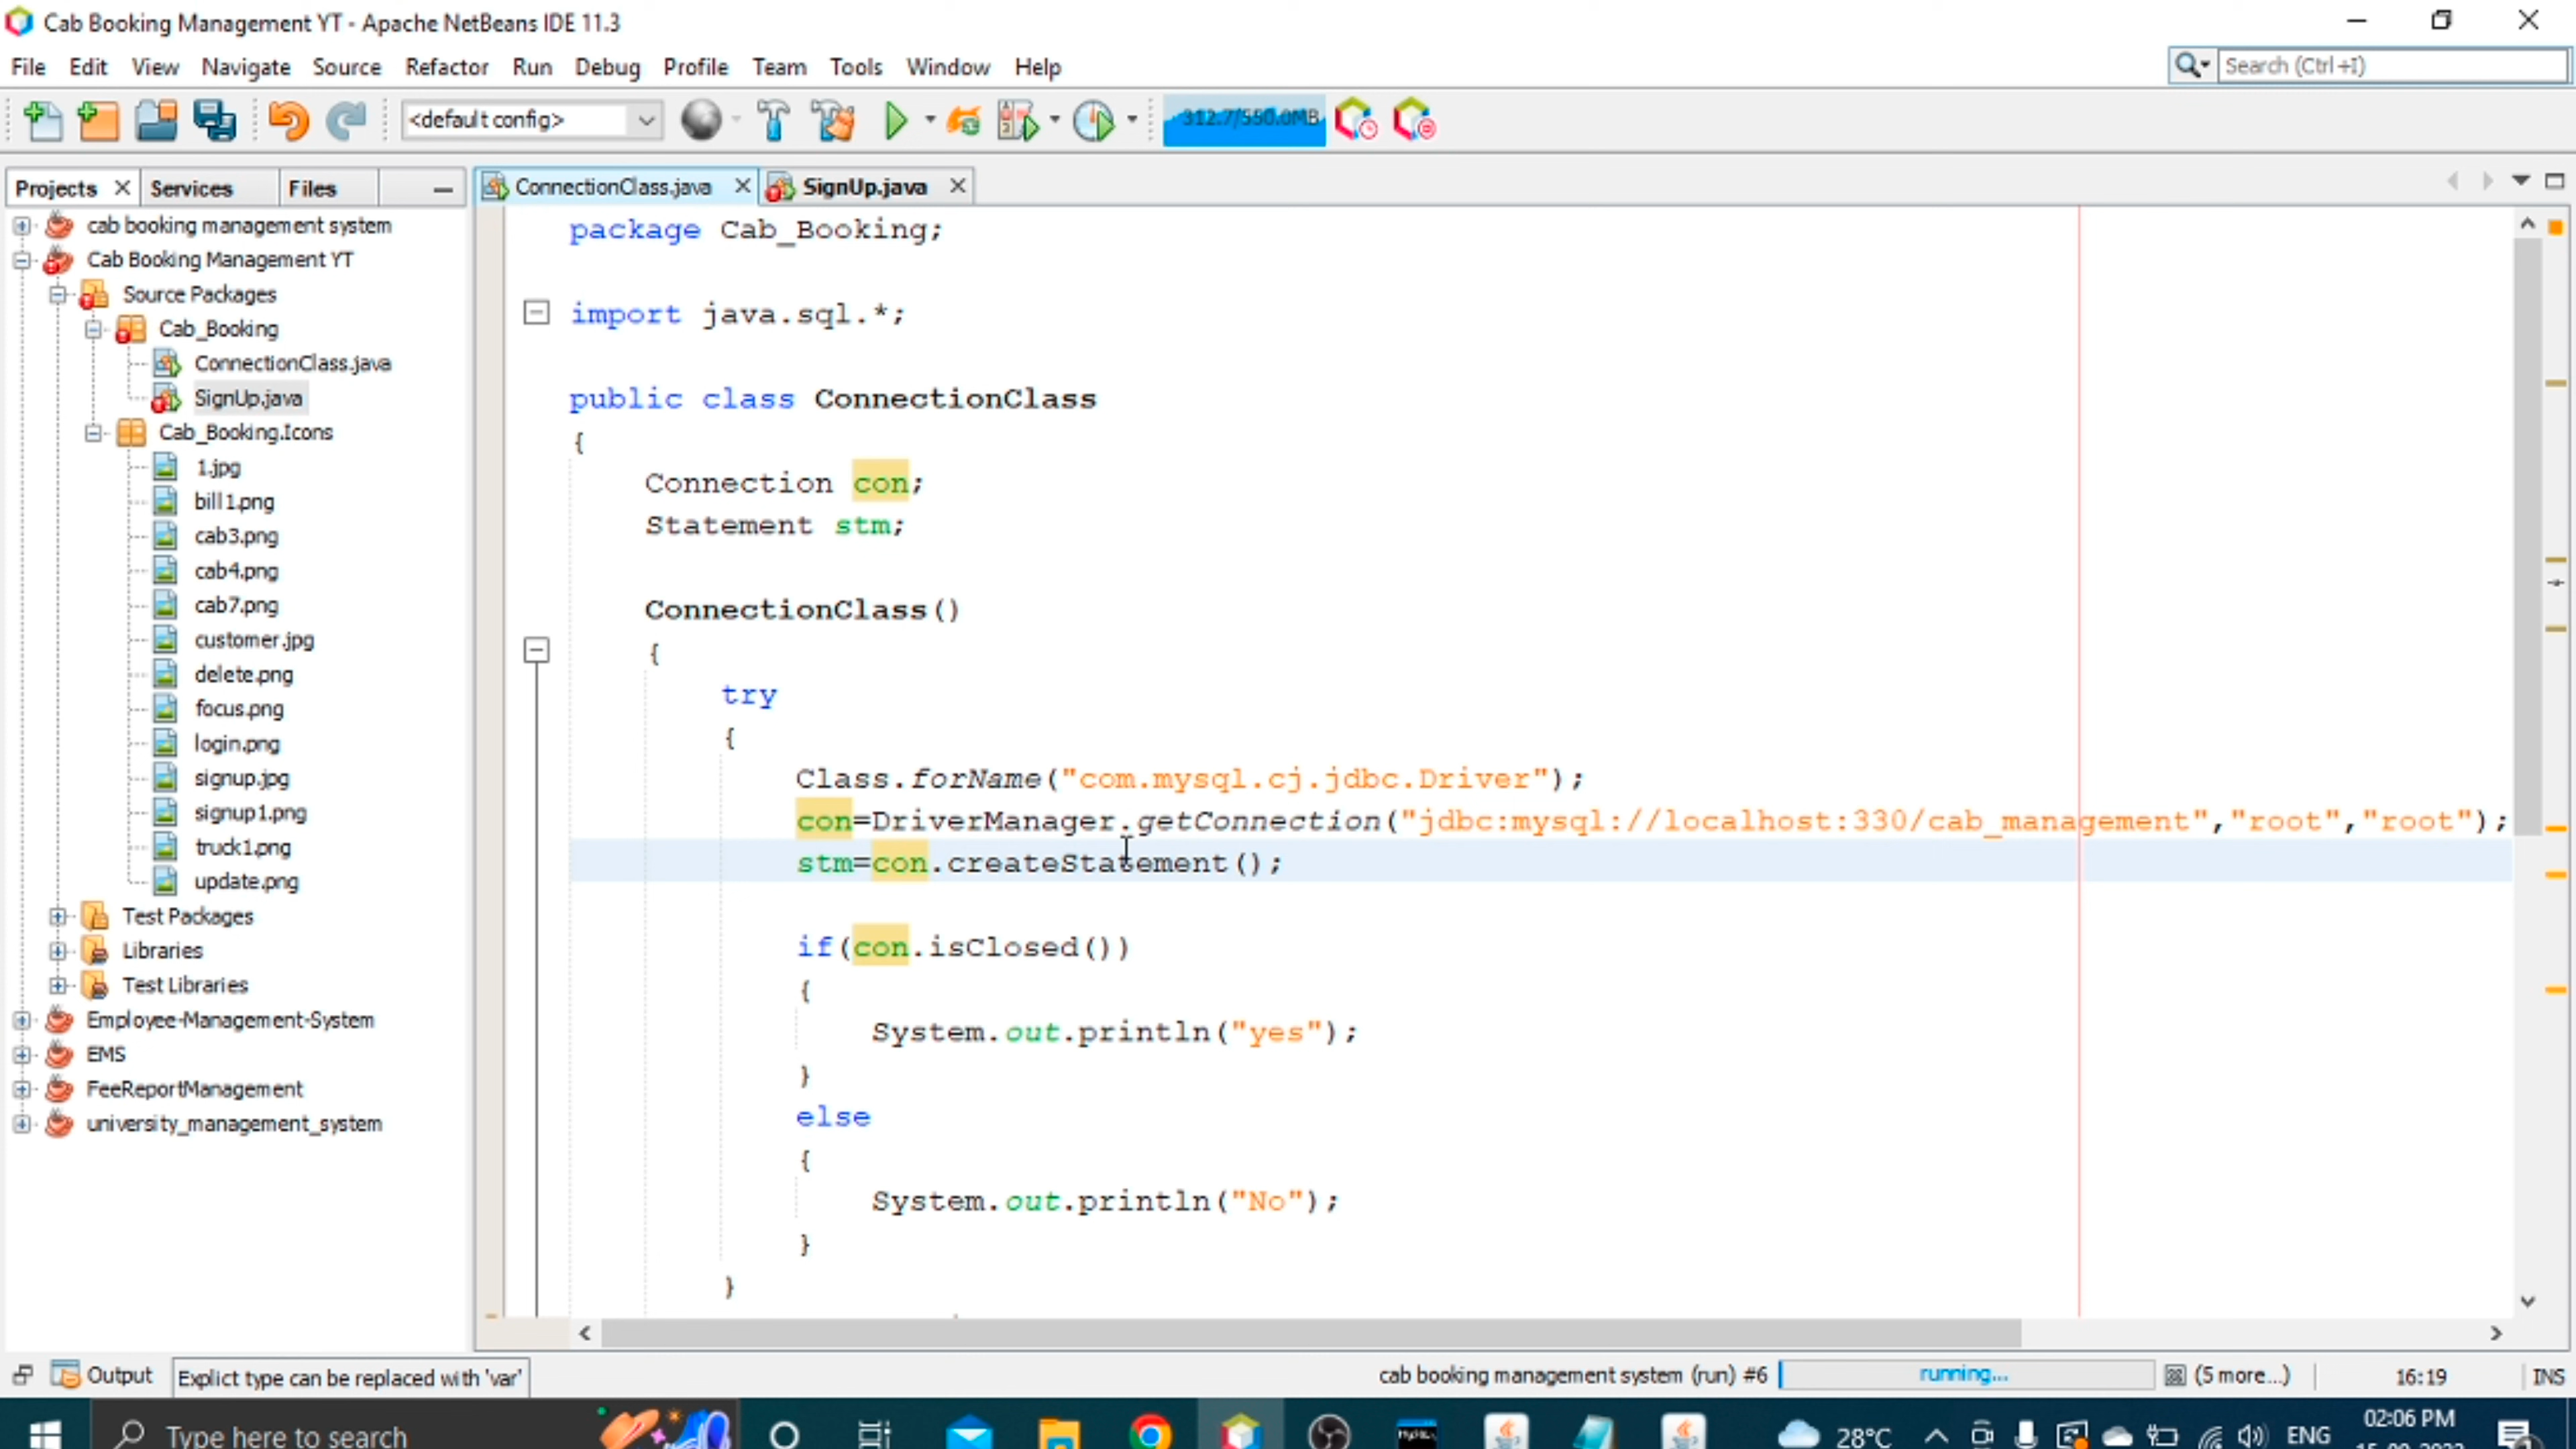 Cab Booking Management YT - Apache NetBeans IDE 11.3
File Edit View Navigate Source Refactor Run Debug Profile Team Tools Window Help
Search (Ctrl+I)
<default config>
312.7/550.0MB
Projects Services Files
ConnectionClass.java SignUp.java
cab booking management system
Cab Booking Management YT
Source Packages
Cab_Booking
ConnectionClass.java
SignUp.java
Cab_Booking.Icons
1.jpg
bill1.png
cab3.png
cab4.png
cab7.png
customer.jpg
delete.png
focus.png
login.png
signup.jpg
signup1.png
truck1.png
update.png
Test Packages
Libraries
Test Libraries
Employee-Management-System
EMS
FeeReportManagement
university_management_system
package Cab_Booking;
import java.sql.*;
public class ConnectionClass
{
Connection con;
Statement stm;
ConnectionClass()
{
try
{
Class.forName("com.mysql.cj.jdbc.Driver");
con=DriverManager.getConnection("jdbc:mysql://localhost:330/cab_management","root","root");
stm=con.createStatement();
if(con.isClosed())
{
System.out.println("yes");
}
else
{
System.out.println("No");
}
}
Output
Explict type can be replaced with 'var'
cab booking management system (run) #6
running...
(5 more...)
16:19
INS
Type here to search
28°C
ENG
02:06 PM